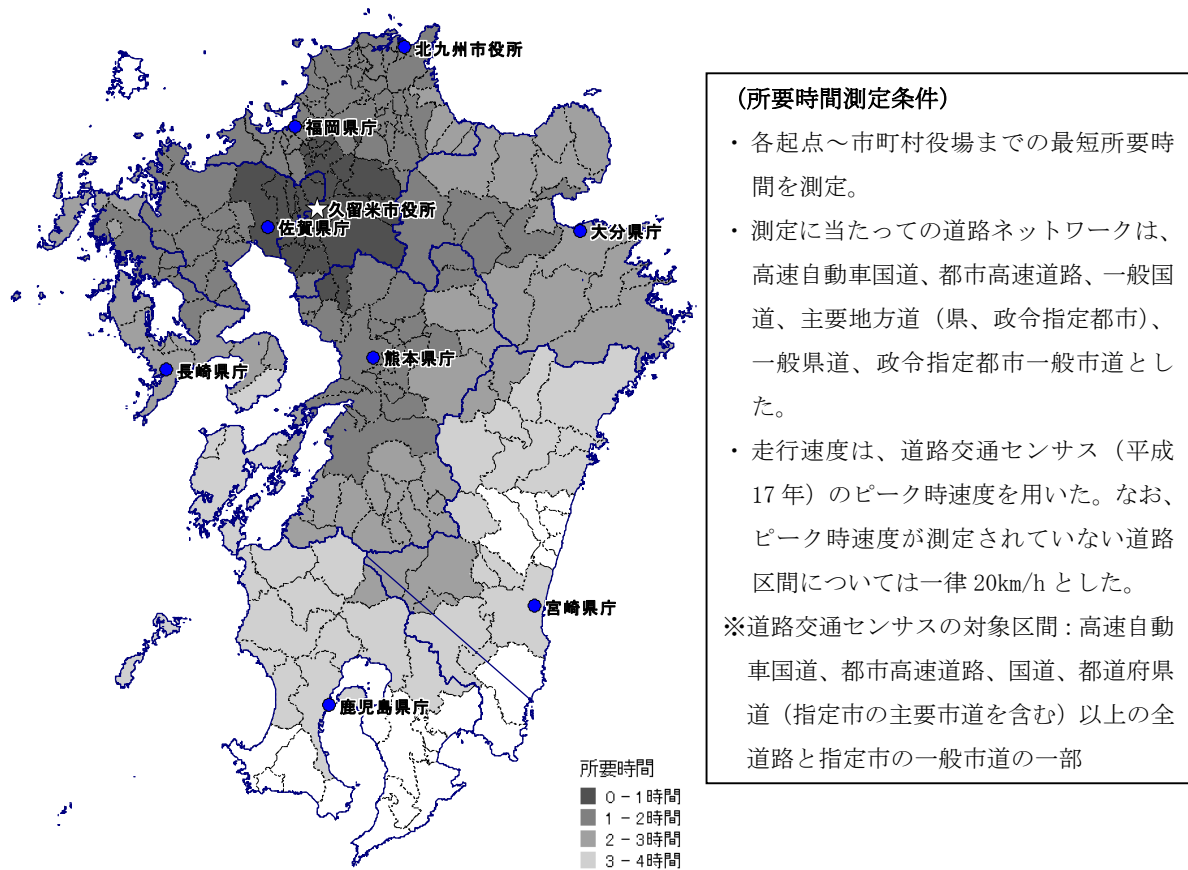 北九州市役所
福岡県庁
久留米市役所
佐賀県庁
大分県庁
熊本県庁
長崎県庁
宮崎県庁
鹿児島県庁
所要時間
0-1時間
1-2時間
2-3時間
3-4時間
(所要時間測定条件)
・各起点~市町村役場までの最短所要時
間を測定。
・測定に当たっての道路ネットワークは、
高速自動車国道、都市高速道路、一般国
道、主要地方道(県、政令指定都市)、
一般県道、政令指定都市一般市道とし
た。
・走行速度は、道路交通センサス(平成
17年)のピーク時速度を用いた。なお、
ピーク時速度が測定されていない道路
区間については一律20km/hとした。
※道路交通センサスの対象区間:高速自動
車国道、都市高速道路、国道、都道府県
道(指定市の主要市道を含む)以上の全
道路と指定市の一般市道の一部